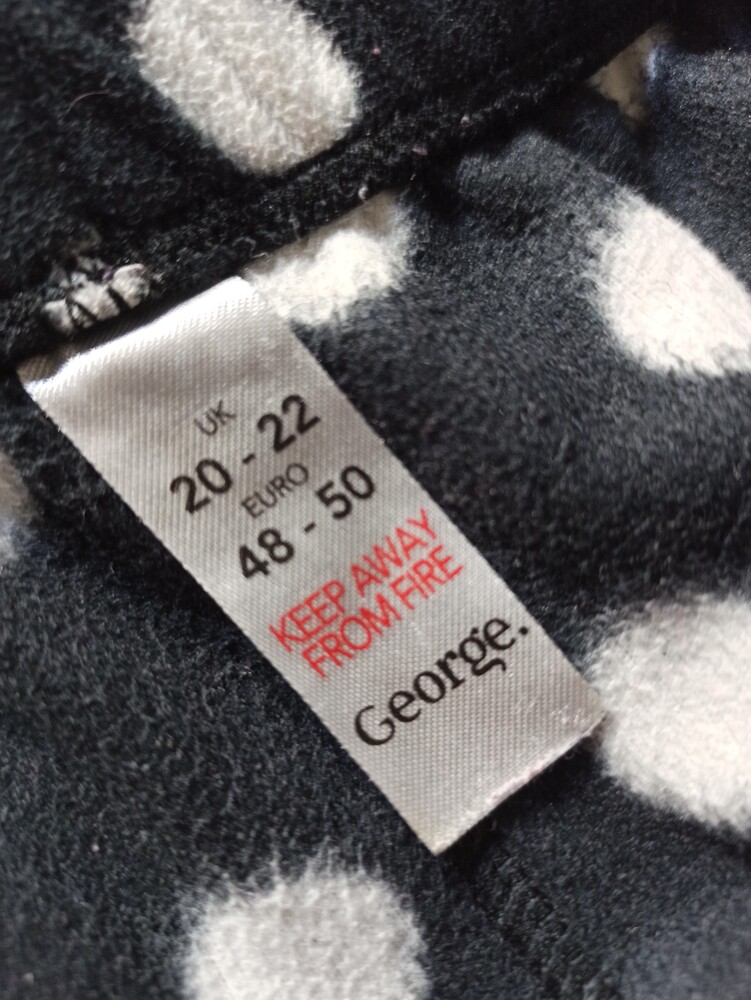 UK
20 - 22
EURO
48 - 50
KEEP AWAY
FROM FIRE
George.